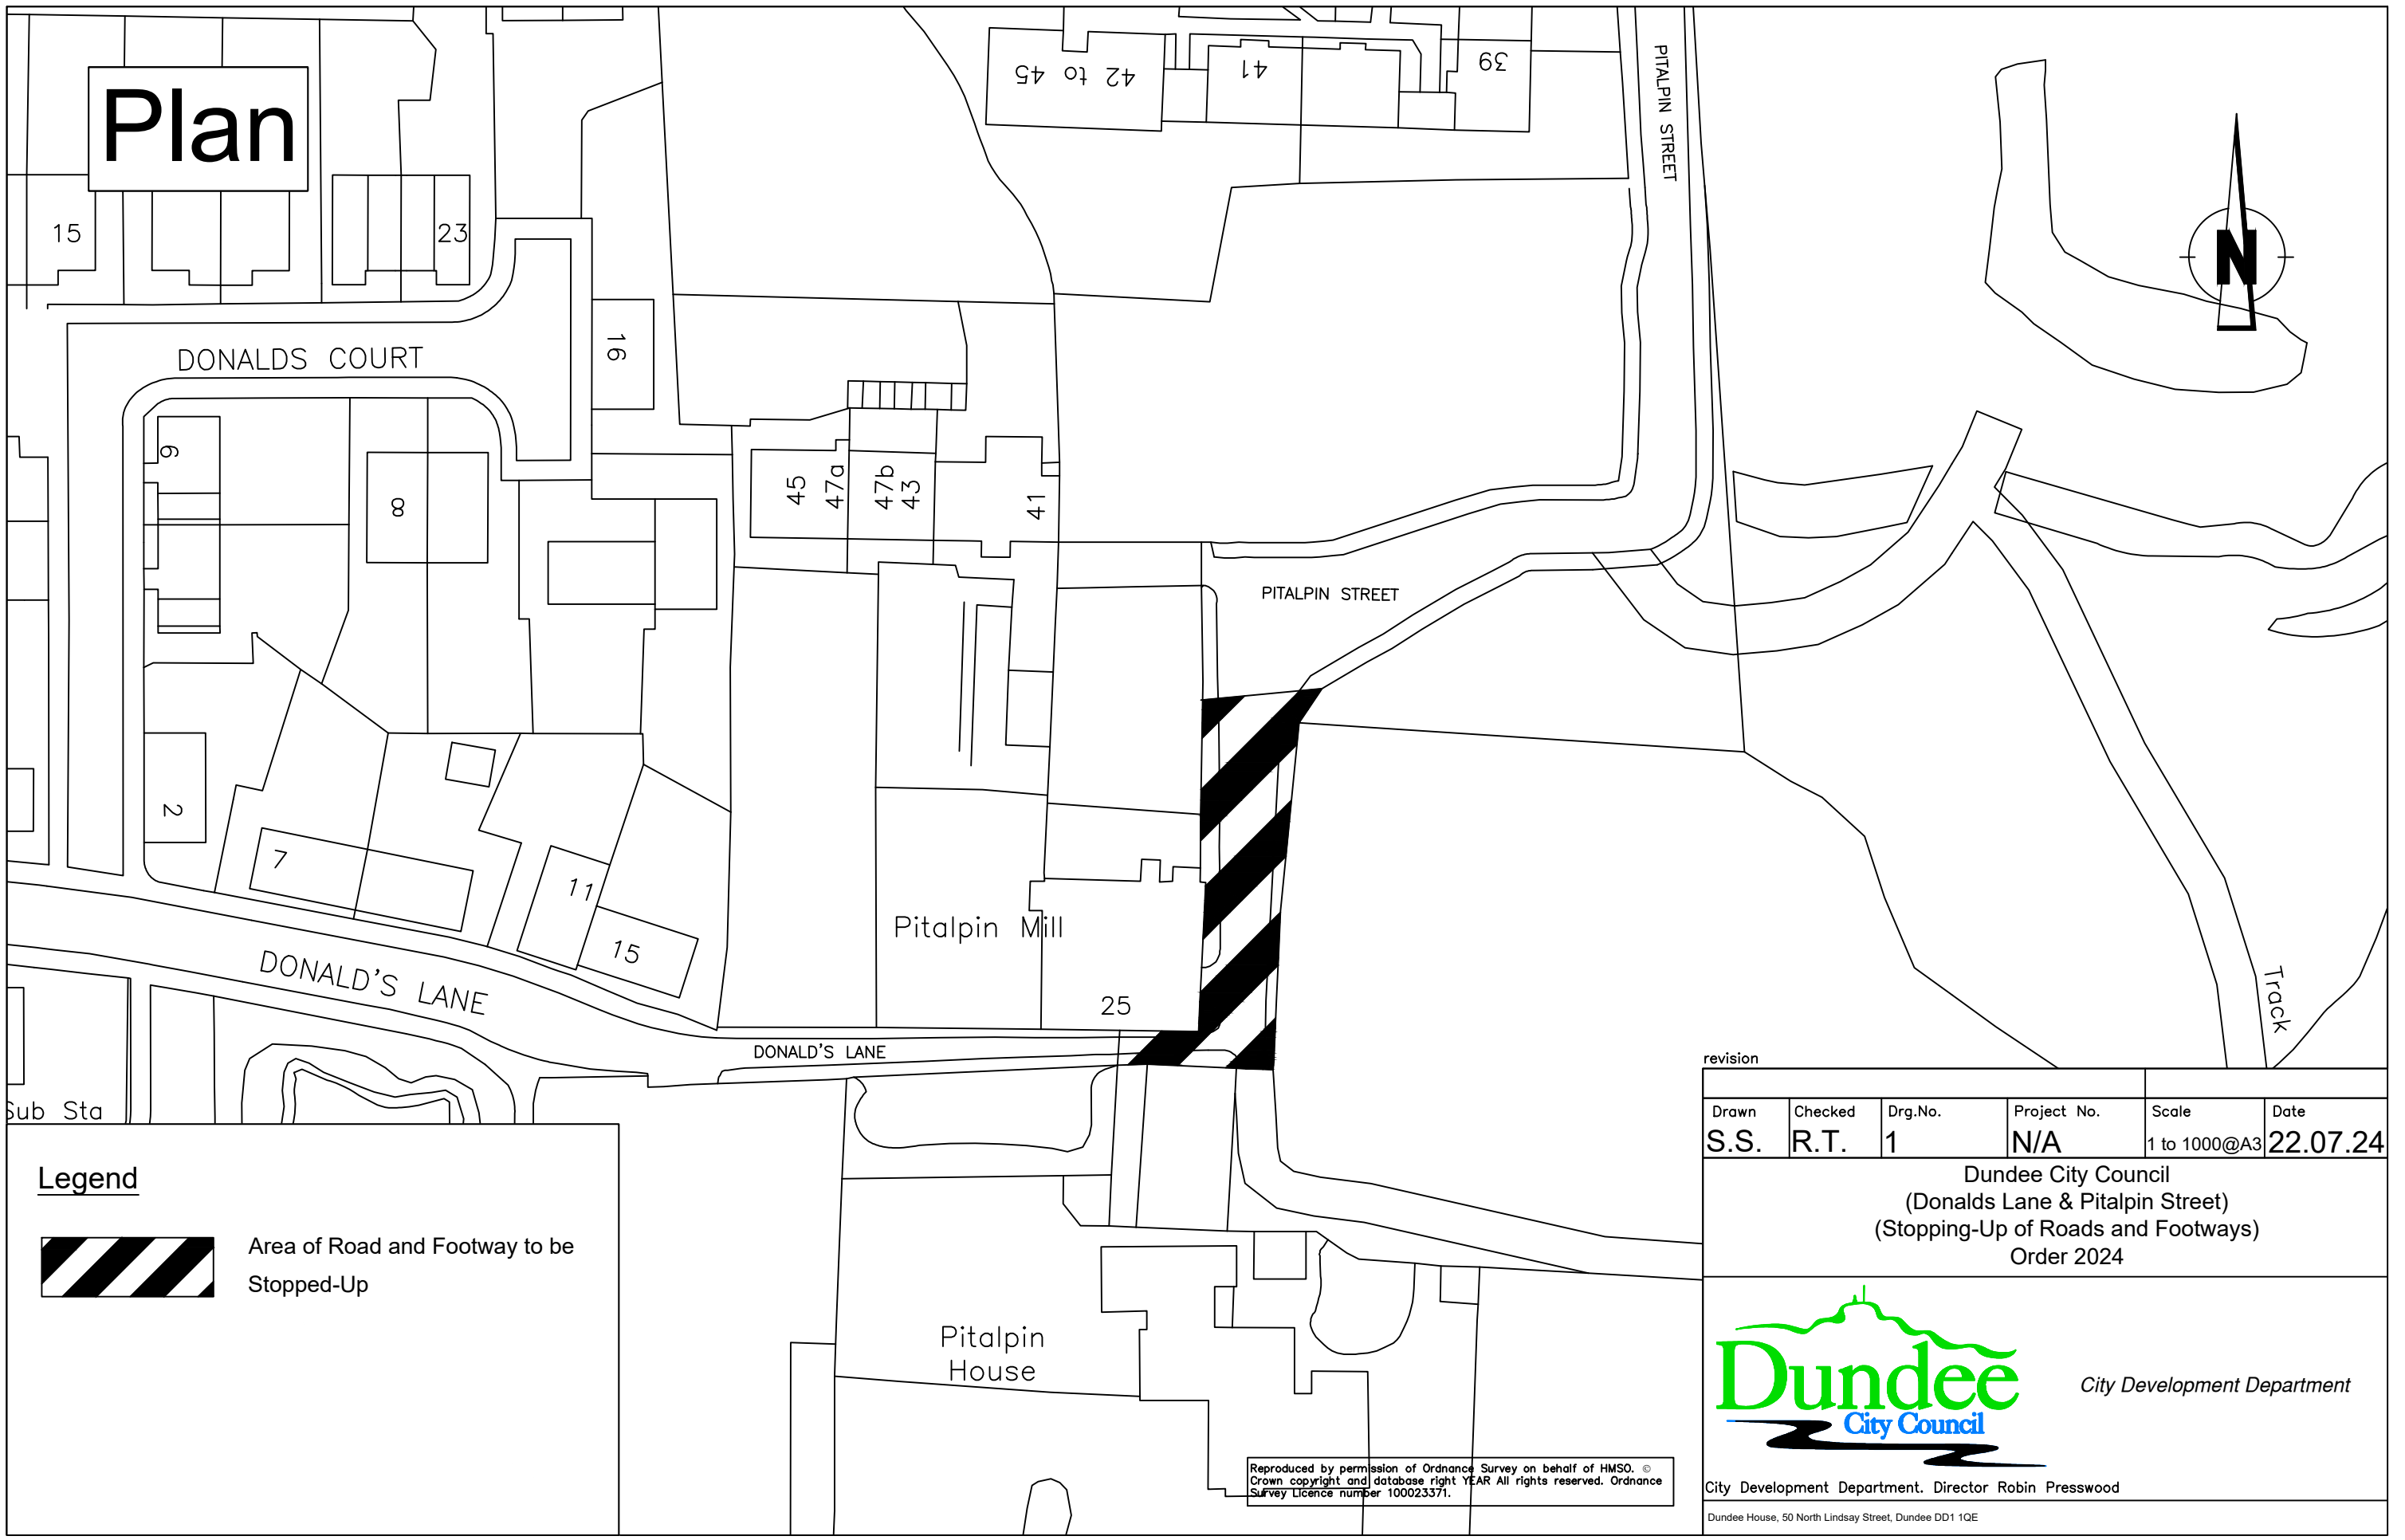 Plan
42 to 45
41
39
PITALPIN STREET
15
23
N
DONALDS COURT
16
6
8
45
47a
47b
43
41
PITALPIN STREET
2
7
11
15
Pitalpin Mill
25
DONALD'S LANE
DONALD'S LANE
Track
Sub Sta
Legend
Area of Road and Footway to be
Stopped-Up
Pitalpin
House
Reproduced by permission of Ordnance Survey on behalf of HMSO. ©
Crown copyright and database right YEAR All rights reserved. Ordnance
Survey Licence number 100023371.
revision
Drawn Checked Drg.No. Project No. Scale Date
S.S. R.T. 1 N/A 1 to 1000@A3 22.07.24
Dundee City Council
(Donalds Lane & Pitalpin Street)
(Stopping-Up of Roads and Footways)
Order 2024
Dundee
City Council
City Development Department
City Development Department. Director Robin Presswood
Dundee House, 50 North Lindsay Street, Dundee DD1 1QE